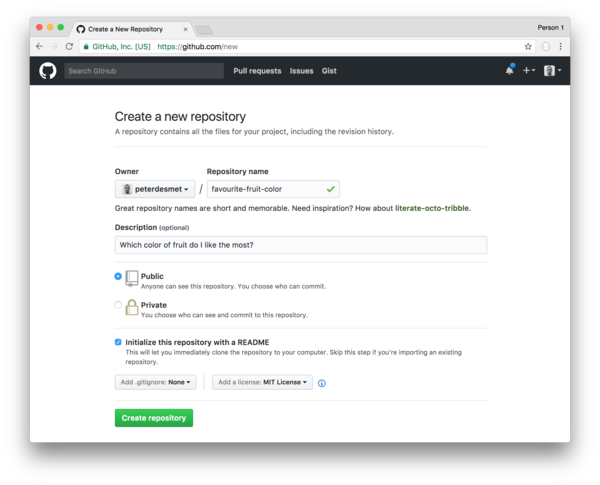 Create a New Repository
Person 1
GitHub, Inc. [US]
https://github.com/new
Search GitHub
Pull requests
Issues
Gist
Create a new repository
A repository contains all the files for your project, including the revision history.
Owner
Repository name
peterdesmet
/
favourite-fruit-color
Great repository names are short and memorable. Need inspiration? How about literate-octo-tribble.
Description (optional)
Which color of fruit do I like the most?
Public
Anyone can see this repository. You choose who can commit.
Private
You choose who can see and commit to this repository.
Initialize this repository with a README
This will let you immediately clone the repository to your computer. Skip this step if you're importing an existing
repository.
Add .gitignore: None
Add a license: MIT License
Create repository